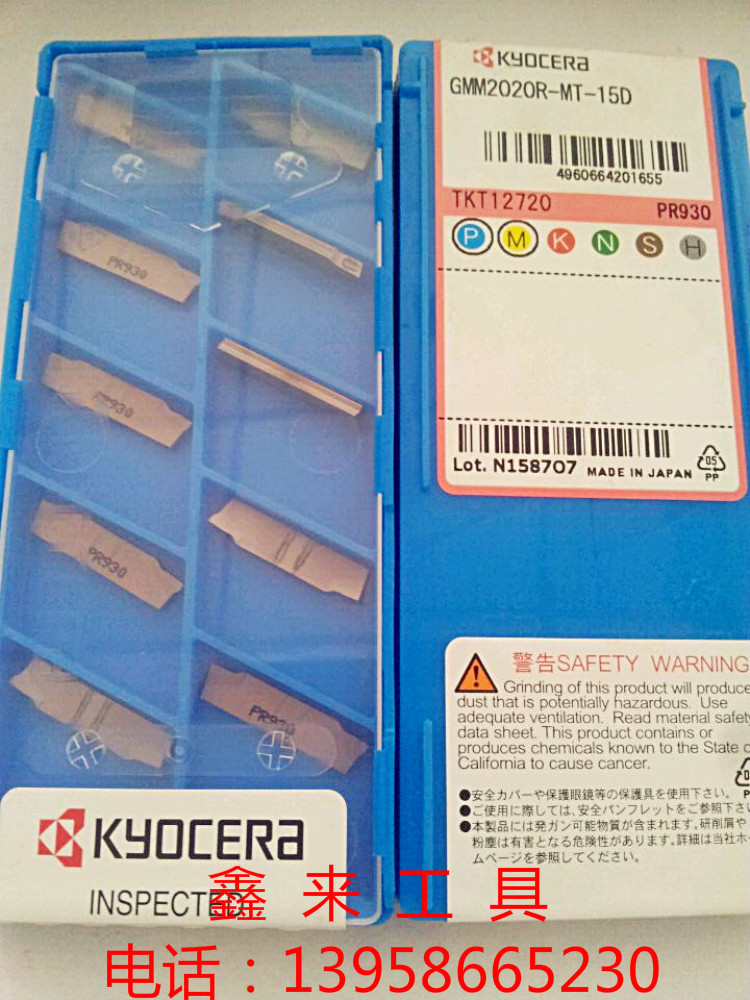 KYOCERA
GMM2020R-MT-15D
4960664201655
TKT12720 PR930
P M K N S H
Lot. N158707 MADE IN JAPAN
05
PP
PR930
PR930
PR930
PR930
警告SAFETY WARNING
Grinding of this product will produce
dust that is potentially hazardous. Use
adequate ventilation. Read material safety
data sheet. This product contains or
produces chemicals known to the State o
California to cause cancer.
●安全カバーや保護眼鏡等の保護具を使用下さい。
●ご使用に際しては、安全パンフレットをご参照下さい
●本製品には発ガン可能物質が含まれます。研削屑や
粉塵は有害となる危険性があります。詳細は当社ホー
ムページを参照してください。
KYOCERA
INSPECTED
鑫来工具
电话：13958665230